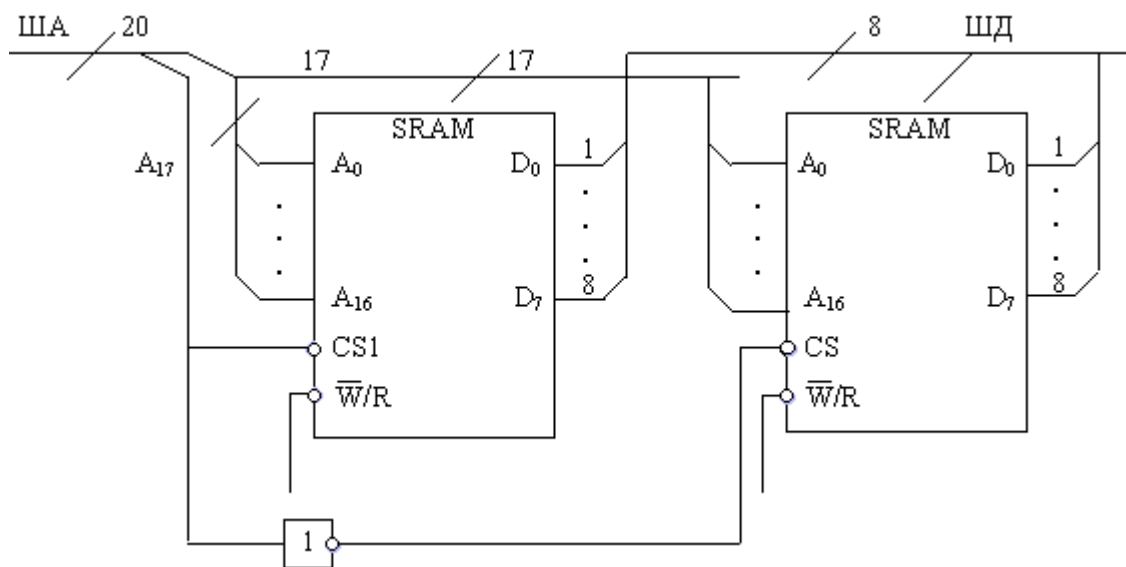 ША 20 17 17 8 ШД
SRAM SRAM
A₁₇ A₀ D₀ 1 A₀ D₀ 1
A₁₆ D₇ 8 A₁₆ D₇ 8
CS1 CS
W̅/R W̅/R
1